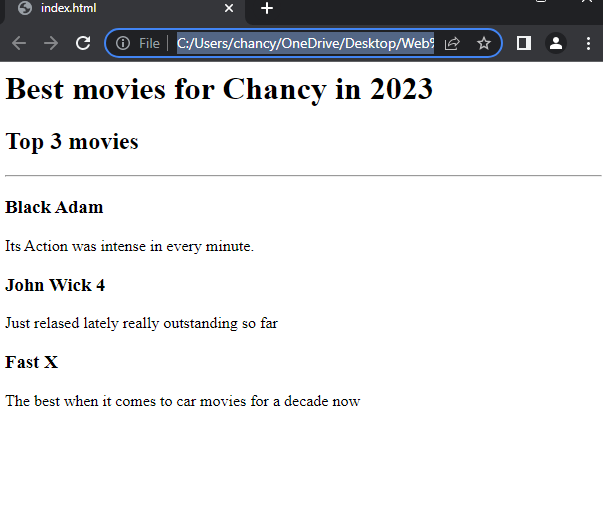 index.html
File
C:/Users/chancy/OneDrive/Desktop/Web%
Best movies for Chancy in 2023
Top 3 movies
Black Adam
Its Action was intense in every minute.
John Wick 4
Just relased lately really outstanding so far
Fast X
The best when it comes to car movies for a decade now